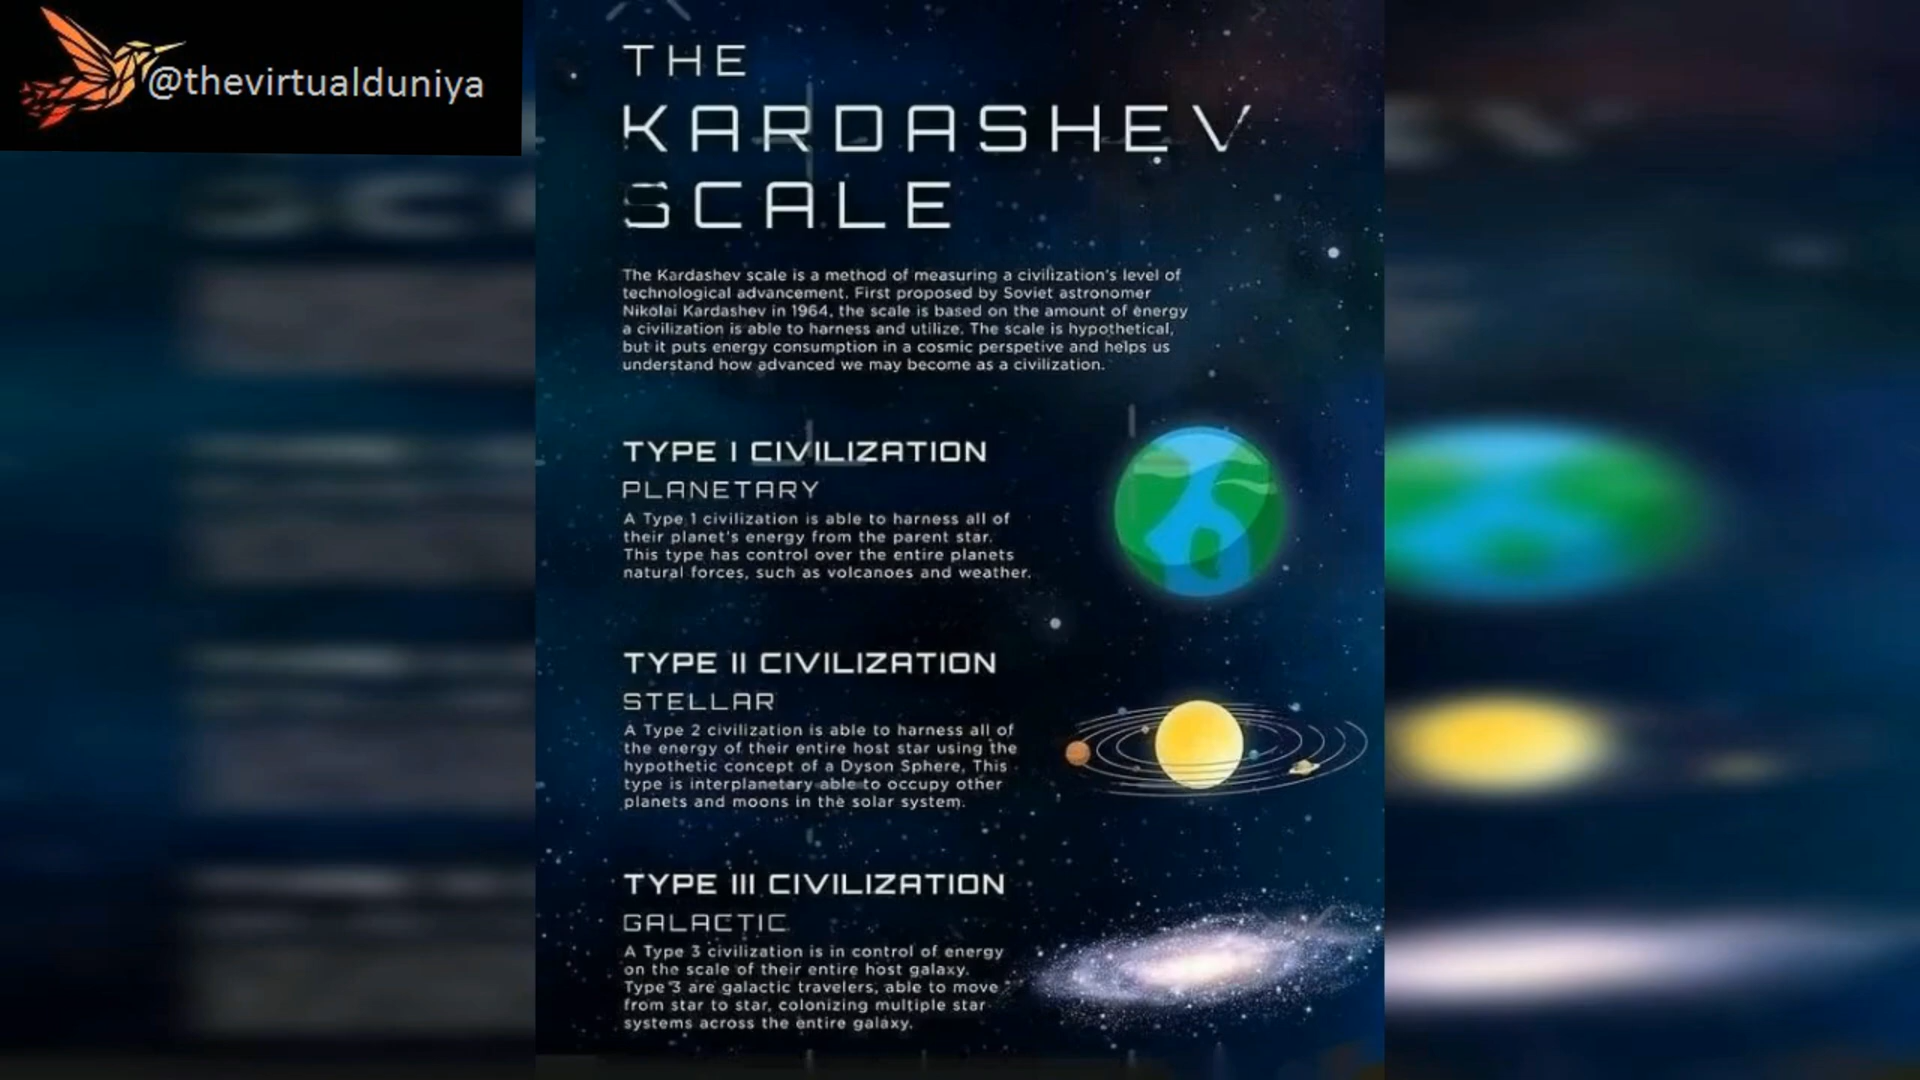 @thevirtualduniya
THE
KARDASHEV
SCALE
The Kardashev scale is a method of measuring a civilization's level of
technological advancement. First proposed by Soviet astronomer
Nikolai Kardashev in 1964, the scale is based on the amount of energy
a civilization is able to harness and utilize. The scale is hypothetical,
but it puts energy consumption in a cosmic perspetive and helps us
understand how advanced we may become as a civilization.
TYPE I CIVILIZATION
PLANETARY
A Type 1 civilization is able to harness all of
their planet's energy from the parent star.
This type has control over the entire planets
natural forces, such as volcanoes and weather.
TYPE II CIVILIZATION
STELLAR
A Type 2 civilization is able to harness all of
the energy of their entire host star using the
hypothetic concept of a Dyson Sphere, This
type is interplanetary able to occupy other
planets and moons in the solar system.
TYPE III CIVILIZATION
GALACTIC
A Type 3 civilization is in control of energy
on the scale of their entire host galaxy.
Type 3 are galactic travelers, able to move
from star to star, colonizing multiple star
systems across the entire galaxy.